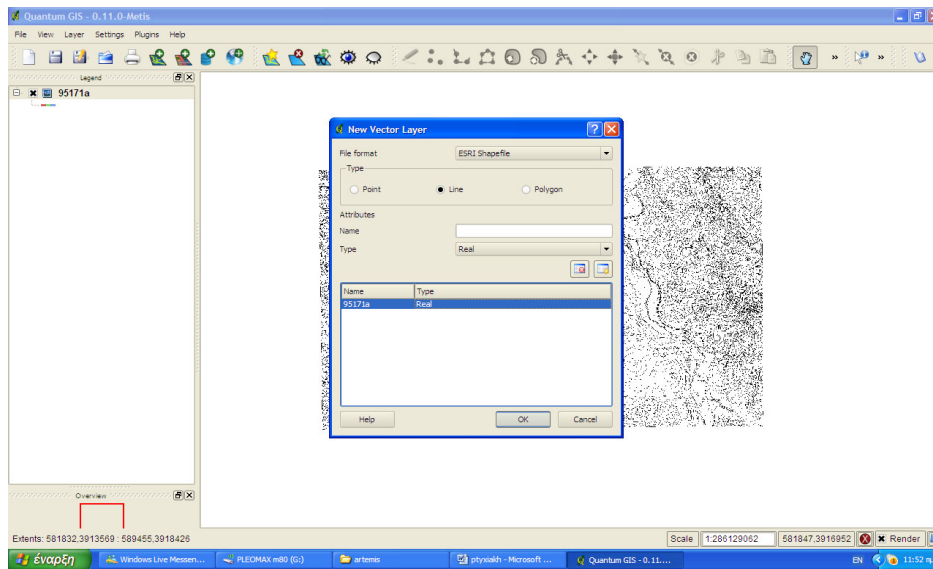 Quantum GIS - 0.11.0-Metis
File View Layer Settings Plugins Help
Legend
95171a
New Vector Layer
File format
ESRI Shapefile
Type
Point
Line
Polygon
Attributes
Name
Type
Real
Name
Type
95171a
Real
Help
OK
Cancel
Overview
Extents: 581832,3913569 : 589455,3918426
Scale
1:286129062
581847,3916952
Render
έναρξη
Windows Live Messen...
PLEOMAX m80 (G:)
artemis
ptyxiakh - Microsoft ...
Quantum GIS - 0.11....
EN
11:52